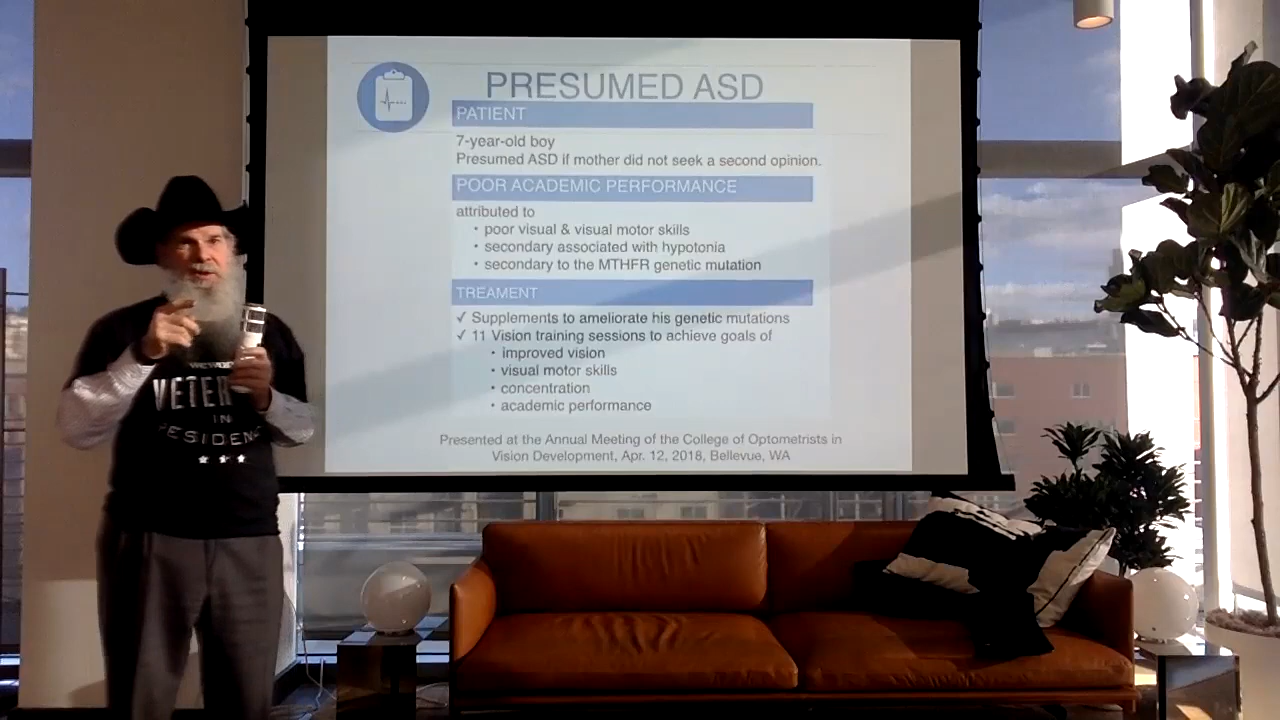 PRESUMED ASD
PATIENT
7-year-old boy
Presumed ASD if mother did not seek a second opinion.
POOR ACADEMIC PERFORMANCE
attributed to
• poor visual & visual motor skills
• secondary associated with hypotonia
• secondary to the MTHFR genetic mutation
TREAMENT
✓ Supplements to ameliorate his genetic mutations
✓ 11 Vision training sessions to achieve goals of
• improved vision
• visual motor skills
• concentration
• academic performance
Presented at the Annual Meeting of the College of Optometrists in
Vision Development, Apr. 12, 2018, Bellevue, WA
VETER
IN
ESIDENC